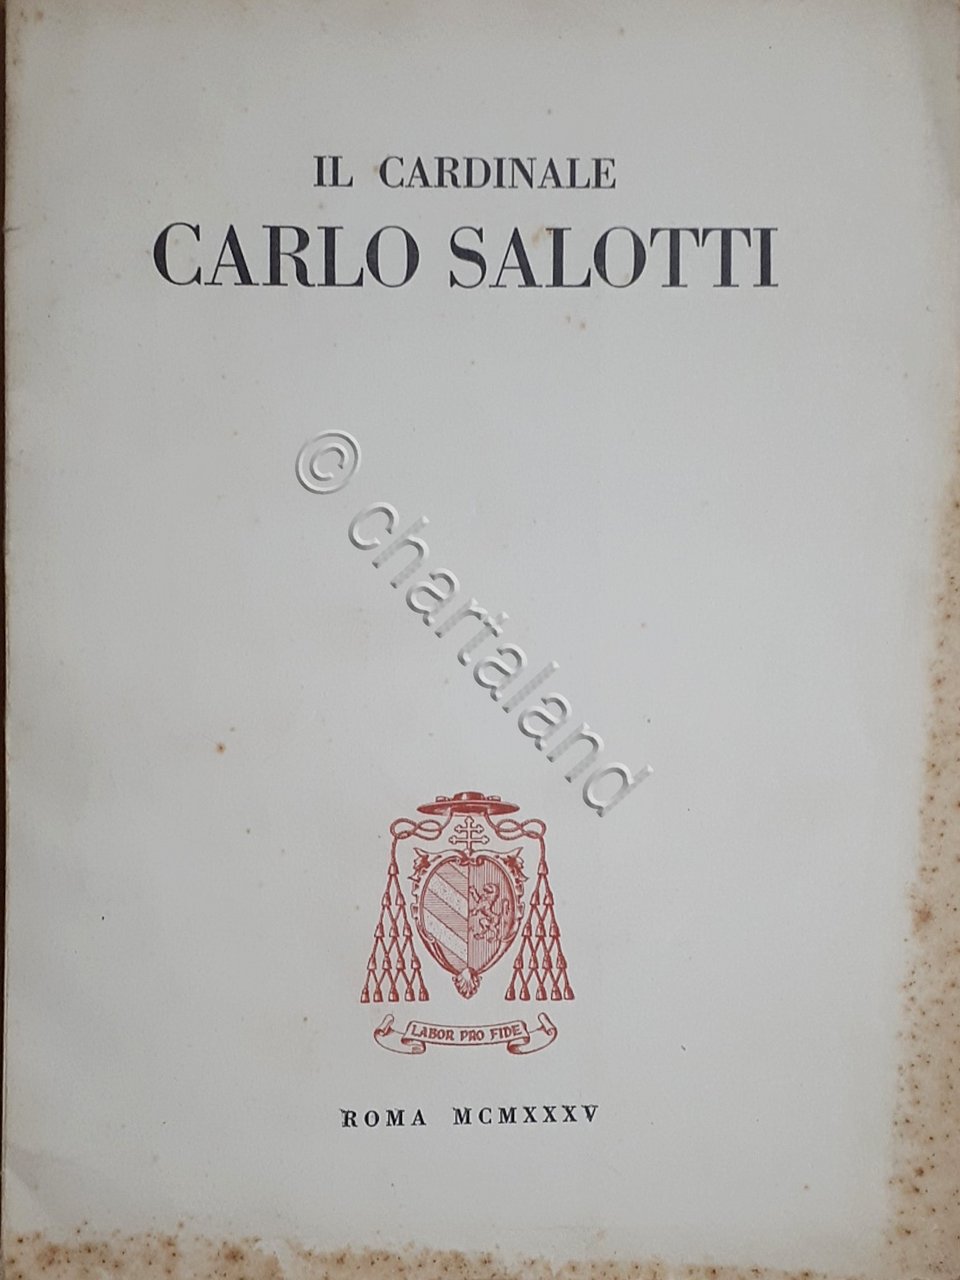 IL CARDINALE
CARLO SALOTTI
© chartaland
LABOR PRO FIDE
ROMA MCMXXXV